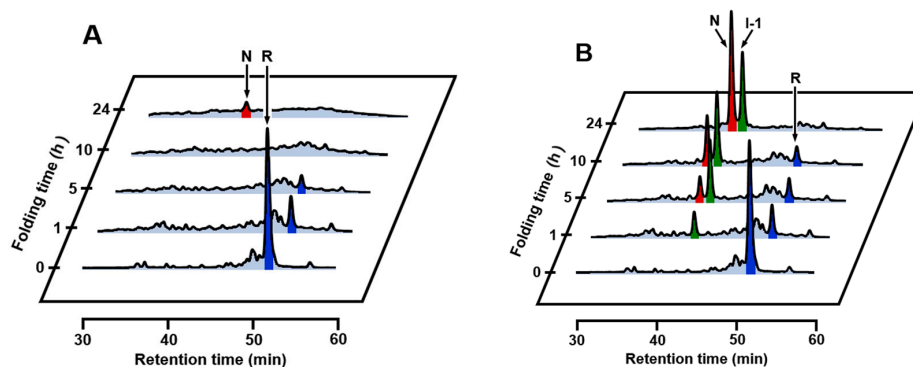 A
N R
24
10
5
1
0
Folding time (h)
30 40 50 60
Retention time (min)
B
N I-1
R
24
10
5
1
0
Folding time (h)
30 40 50 60
Retention time (min)